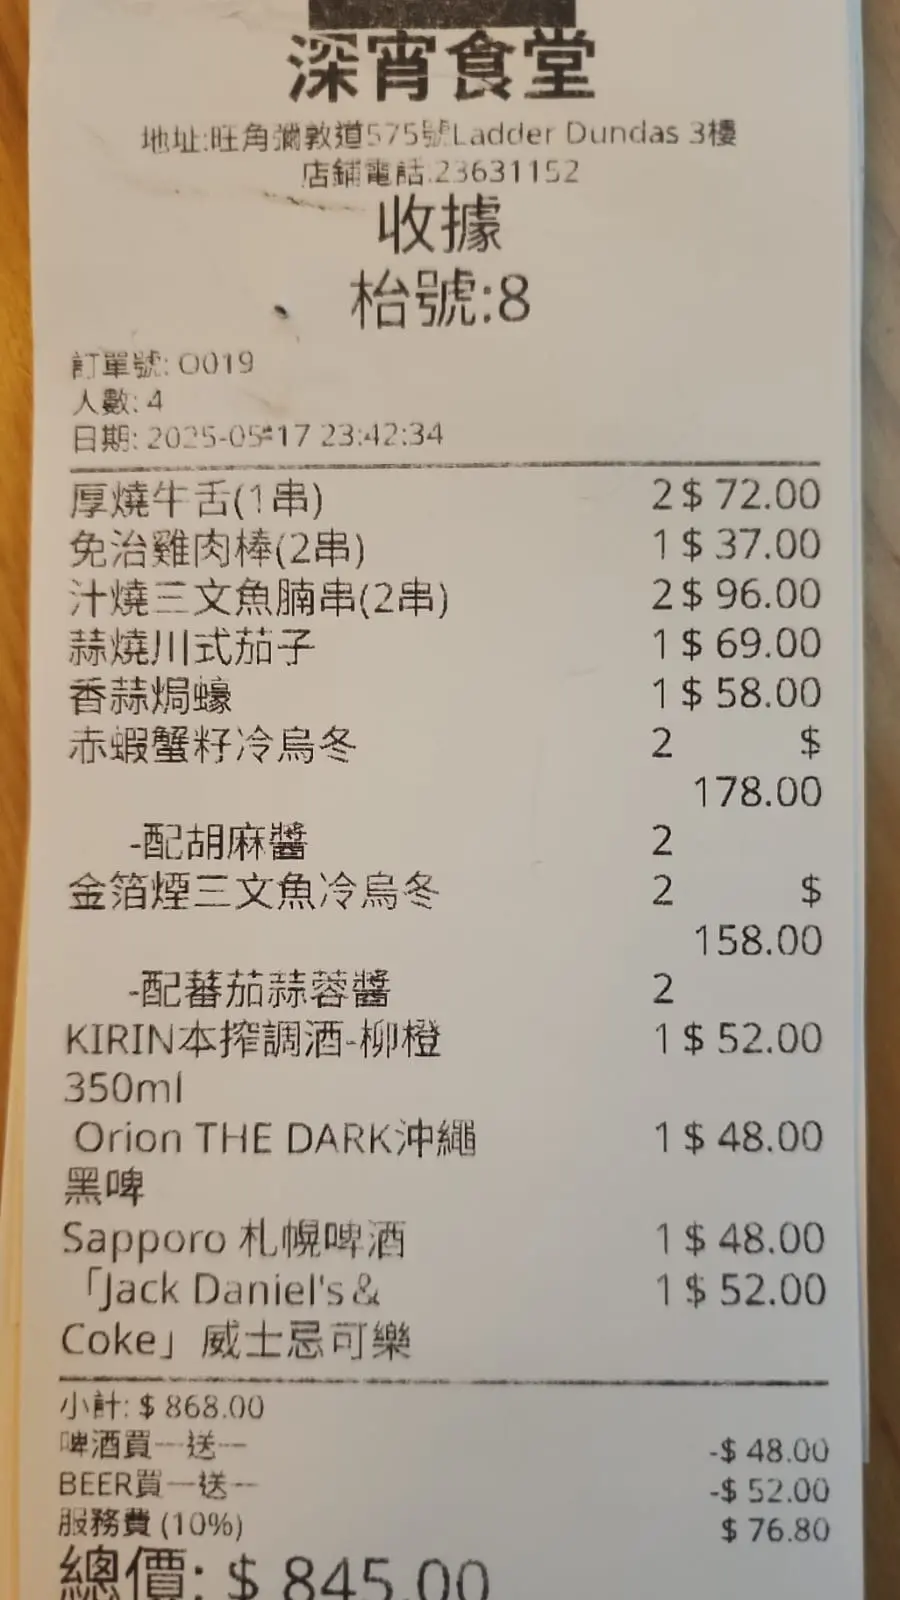 深宵食堂
地址:旺角彌敦道575號Ladder Dundas 3樓
店鋪電話:23631152
收據
枱號:8
訂單號: O019
人數: 4
日期: 2025-05-17 23:42:34
厚燒牛舌(1串) 2 $ 72.00
免治雞肉棒(2串) 1 $ 37.00
汁燒三文魚腩串(2串) 2 $ 96.00
蒜燒川式茄子 1 $ 69.00
香蒜焗蠔 1 $ 58.00
赤蝦蟹籽冷烏冬 2 $
178.00
-配胡麻醬 2
金箔煙三文魚冷烏冬 2 $
158.00
-配蕃茄蒜蓉醬 2
KIRIN本搾調酒-柳橙 1 $ 52.00
350ml
Orion THE DARK沖繩 1 $ 48.00
黑啤
Sapporo 札幌啤酒 1 $ 48.00
「Jack Daniel's & 1 $ 52.00
Coke」威士忌可樂
小計: $ 868.00
啤酒買一送一 -$ 48.00
BEER買一送一 -$ 52.00
服務費 (10%) $ 76.80
總價: $ 845.00